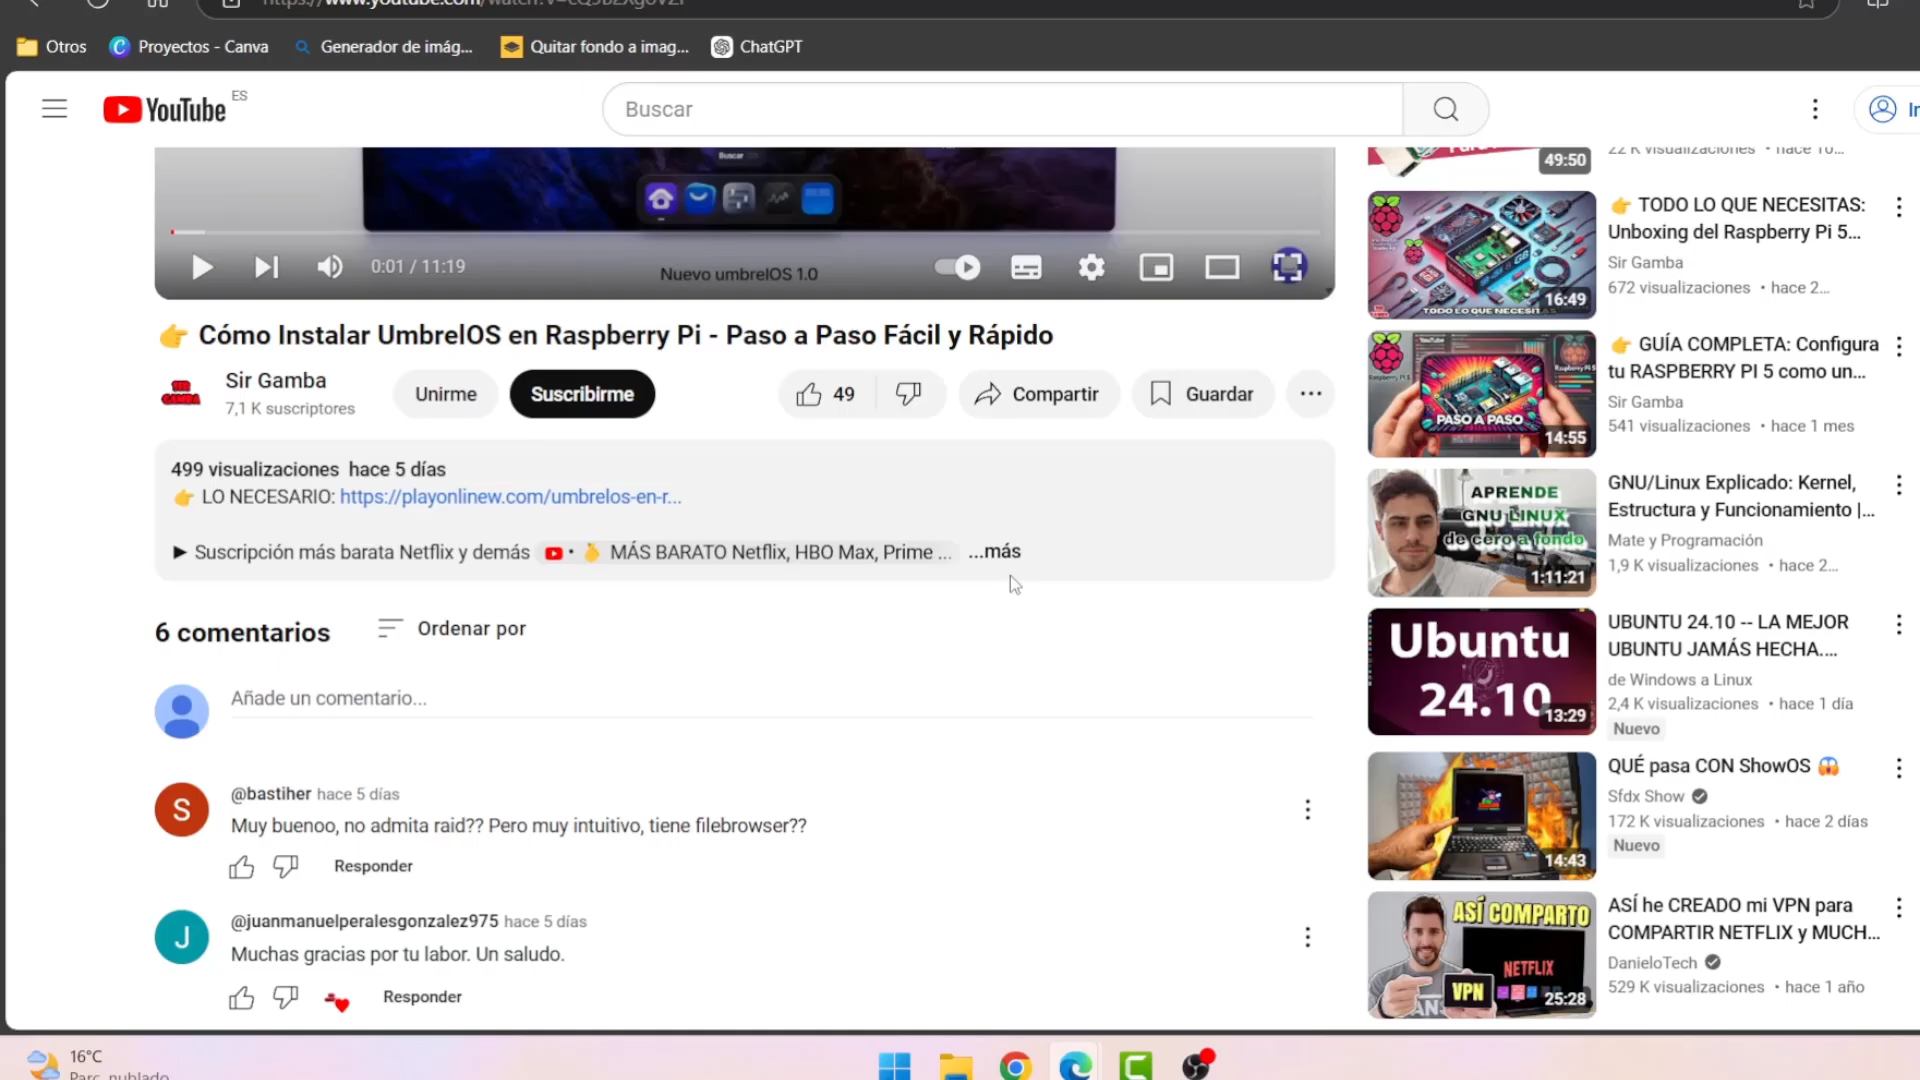 Otros
Proyectos - Canva
Generador de imág...
Quitar fondo a imag...
ChatGPT
YouTube ES
Buscar
Buscar
0:01 / 11:19
Nuevo umbrelOS 1.0
👉 Cómo Instalar UmbrelOS en Raspberry Pi - Paso a Paso Fácil y Rápido
SIR GAMBA
Sir Gamba
7,1 K suscriptores
Unirme
Suscribirme
49
Compartir
Guardar
499 visualizaciones hace 5 días
👉 LO NECESARIO: https://playonlinew.com/umbrelos-en-r...
► Suscripción más barata Netflix y demás • 🥇 MÁS BARATO Netflix, HBO Max, Prime ... ...más
6 comentarios
Ordenar por
Añade un comentario...
S
@bastiher hace 5 días
Muy buenoo, no admita raid?? Pero muy intuitivo, tiene filebrowser??
Responder
J
@juanmanuelperalesgonzalez975 hace 5 días
Muchas gracias por tu labor. Un saludo.
Responder
49:50
22 K visualizaciones • hace 10...
TODO LO QUE NECESITAS
16:49
👉 TODO LO QUE NECESITAS:
Unboxing del Raspberry Pi 5...
Sir Gamba
672 visualizaciones • hace 2...
PASO A PASO
14:55
👉 GUÍA COMPLETA: Configura
tu RASPBERRY PI 5 como un...
Sir Gamba
541 visualizaciones • hace 1 mes
APRENDE
GNU LINUX
de cero a fondo
1:11:21
GNU/Linux Explicado: Kernel,
Estructura y Funcionamiento |...
Mate y Programación
1,9 K visualizaciones • hace 2...
Ubuntu
24.10
13:29
UBUNTU 24.10 -- LA MEJOR
UBUNTU JAMÁS HECHA....
de Windows a Linux
2,4 K visualizaciones • hace 1 día
Nuevo
14:43
QUÉ pasa CON ShowOS 😱
Sfdx Show
172 K visualizaciones • hace 2 días
Nuevo
ASÍ COMPARTO
NETFLIX
VPN
25:28
ASÍ he CREADO mi VPN para
COMPARTIR NETFLIX y MUCH...
DanieloTech
529 K visualizaciones • hace 1 año
16°C
Parc. nublado